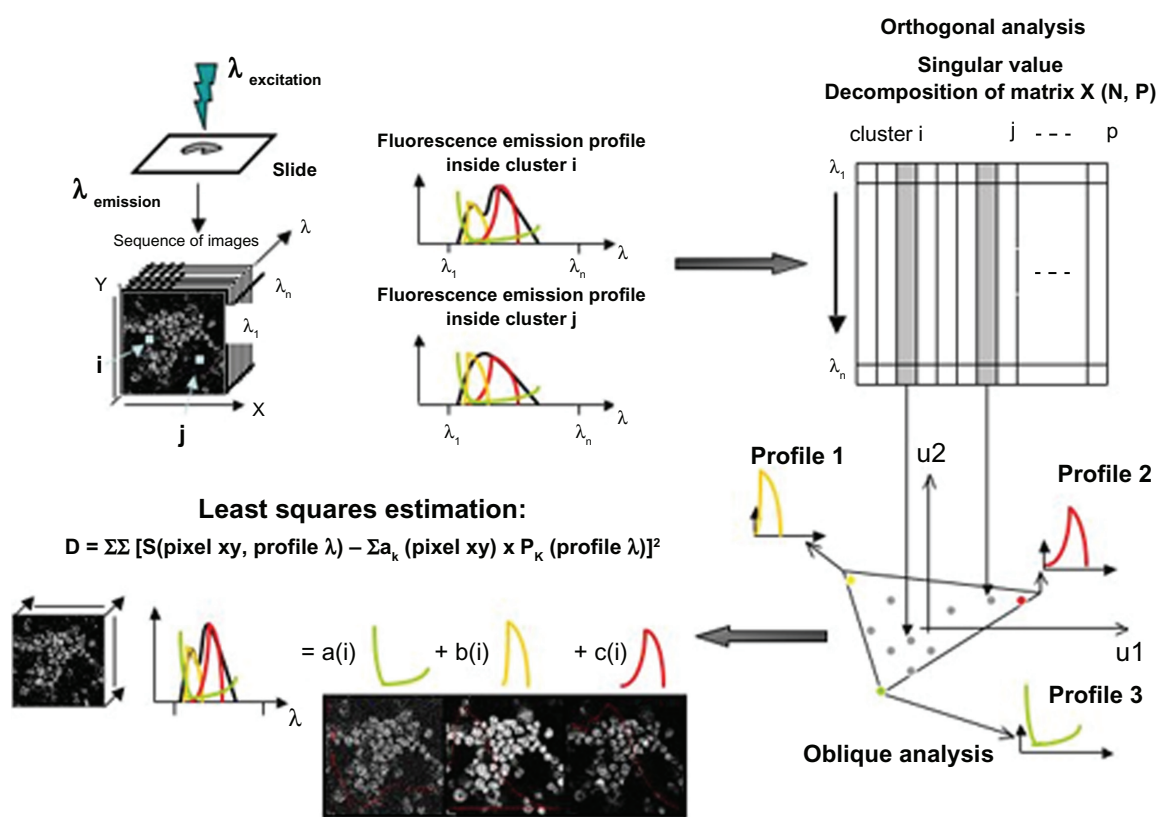 Orthogonal analysis
Singular value
Decomposition of matrix X (N, P)
cluster i j - - - p
λ1
- - -
λn
λ excitation
Slide
λ emission
Sequence of images
λ
Y
λn
λ1
i
X
j
Fluorescence emission profile
inside cluster i
λ1 λn λ
Fluorescence emission profile
inside cluster j
λ1 λn λ
Profile 1
u2
Profile 2
u1
Profile 3
Oblique analysis
Least squares estimation:
D = ΣΣ [S(pixel xy, profile λ) – Σak (pixel xy) x PK (profile λ)]²
λ
= a(i) + b(i) + c(i)